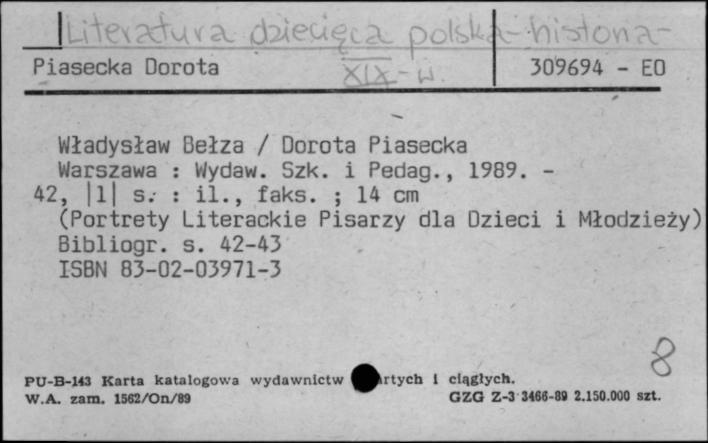 Literatura dziecięca polska - historia -
Piasecka Dorota XIX - w. 309694 - EO
Władysław Bełza / Dorota Piasecka
Warszawa : Wydaw. Szk. i Pedag., 1989. -
42, |1| s. : il., faks. ; 14 cm
(Portrety Literackie Pisarzy dla Dzieci i Młodzieży)
Bibliogr. s. 42-43
ISBN 83-02-03971-3
8
PU-B-143 Karta katalogowa wydawnictw rtych i ciągłych.
W.A. zam. 1562/On/89 GZG Z-3 3466-89 2.150.000 szt.